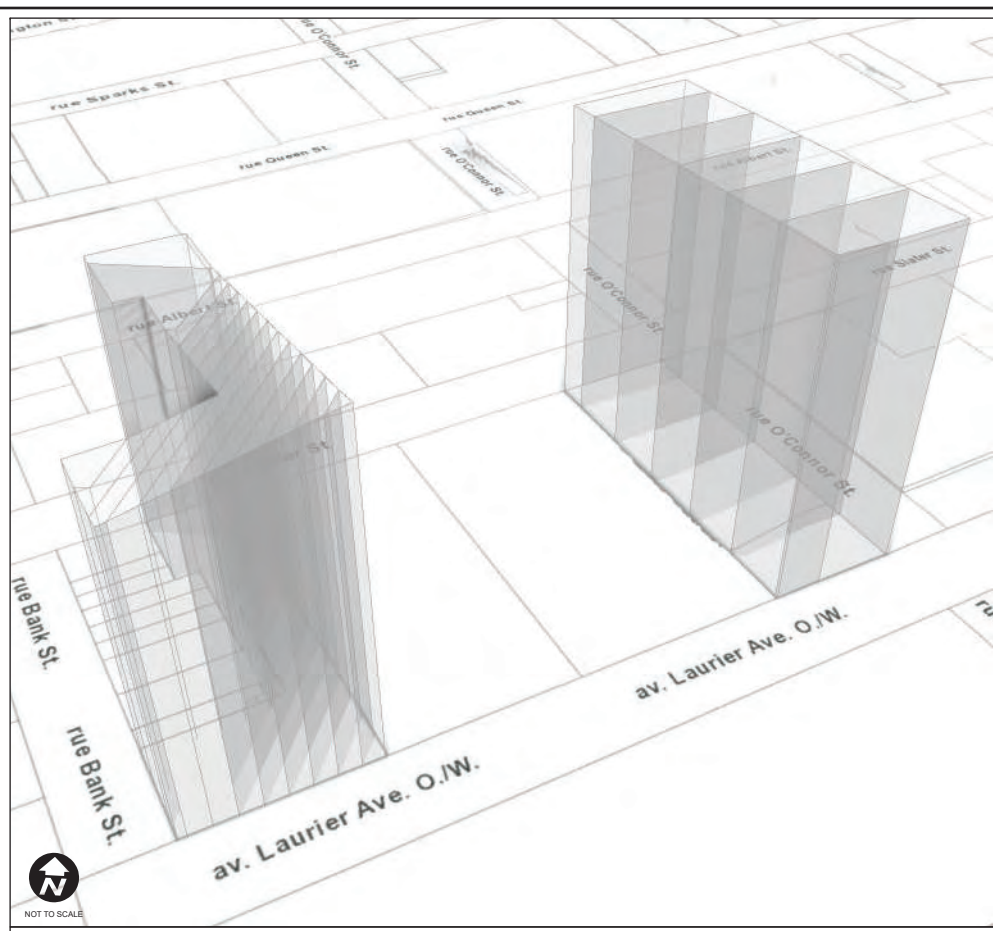 rue O'Connor St.
rue Sparks St.
rue Queen St.
rue Queen St.
rue O'Connor St.
rue Albert St.
rue Slater St.
rue O'Connor St.
rue Albert St.
rue O'Connor St.
St.
rue Bank St.
rue Bank St.
av. Laurier Ave. O./W.
av. Laurier Ave. O./W.
N
NOT TO SCALE